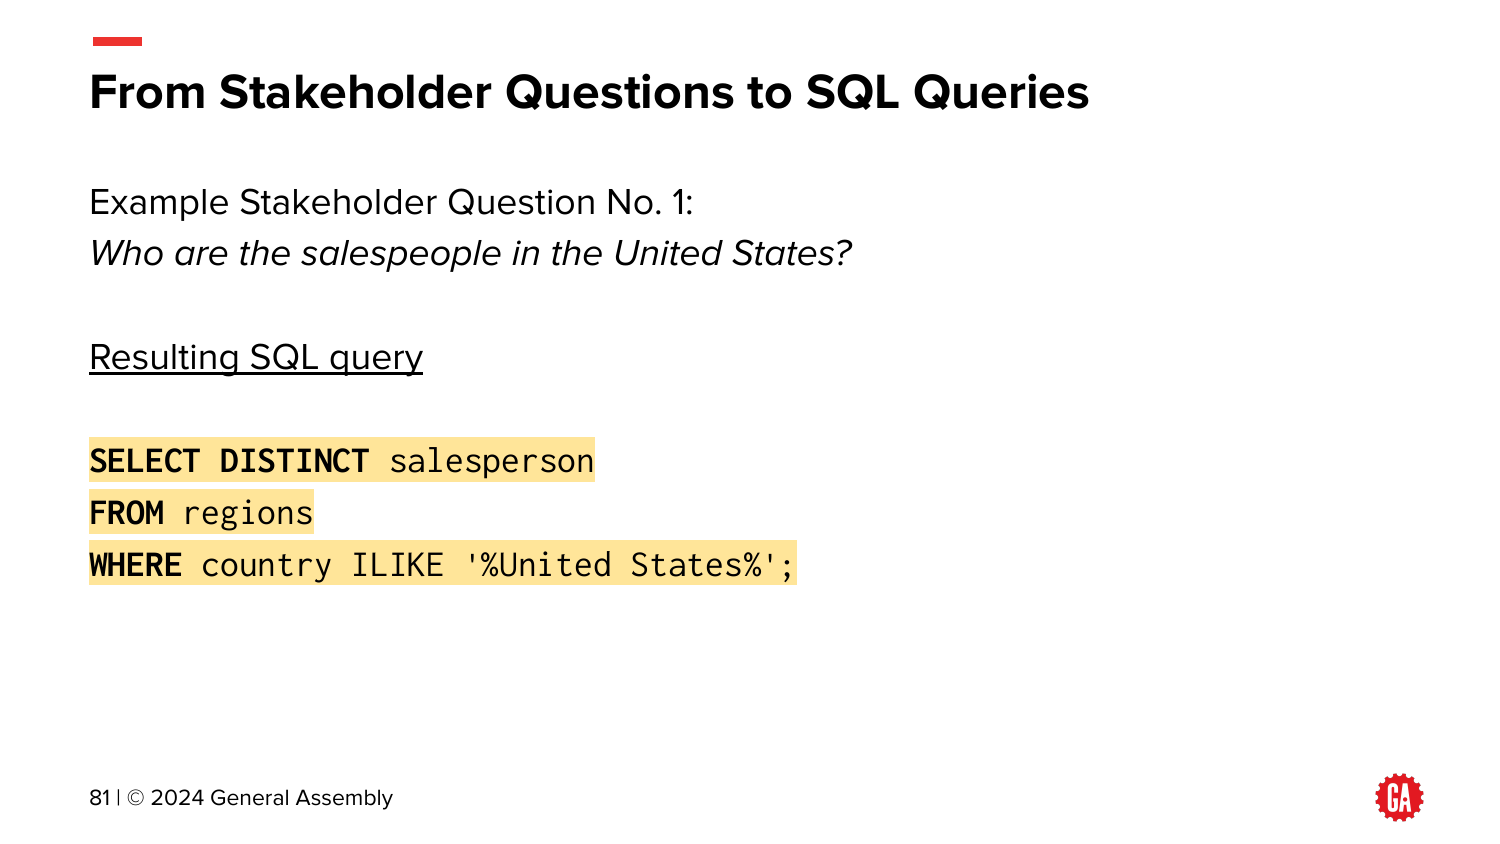 From Stakeholder Questions to SQL Queries
Example Stakeholder Question No. 1:
Who are the salespeople in the United States?
Resulting SQL query
SELECT DISTINCT salesperson
FROM regions
WHERE country ILIKE '%United States%';
81 | © 2024 General Assembly
GA